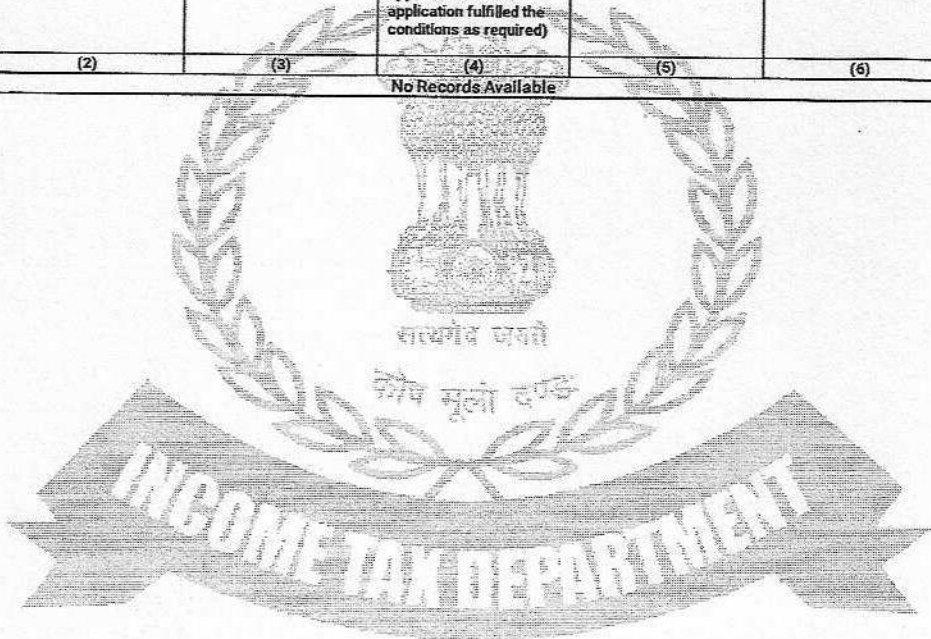 application fulfilled the
conditions as required)
(2) (3) (4) (5) (6)
No Records Available
सत्यमेव जयते
कोष मूलो दण्ड
INCOME TAX DEPARTMENT